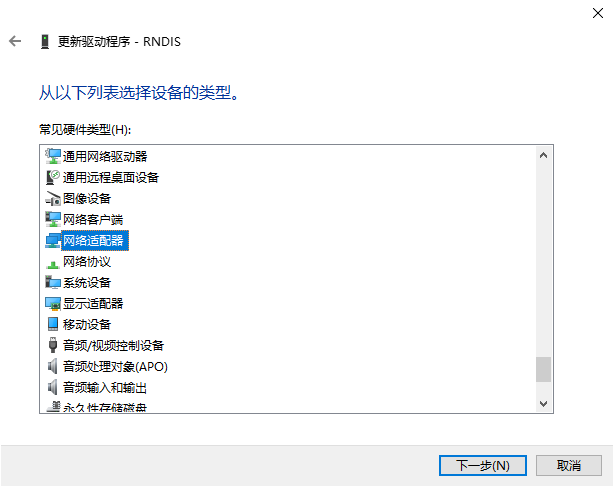 更新驱动程序 - RNDIS
从以下列表选择设备的类型。
常见硬件类型(H):
通用网络驱动器
通用远程桌面设备
图像设备
网络客户端
网络适配器
网络协议
系统设备
显示适配器
移动设备
音频/视频控制设备
音频处理对象(APO)
音频输入和输出
永久性存储磁盘
下一步(N)
取消